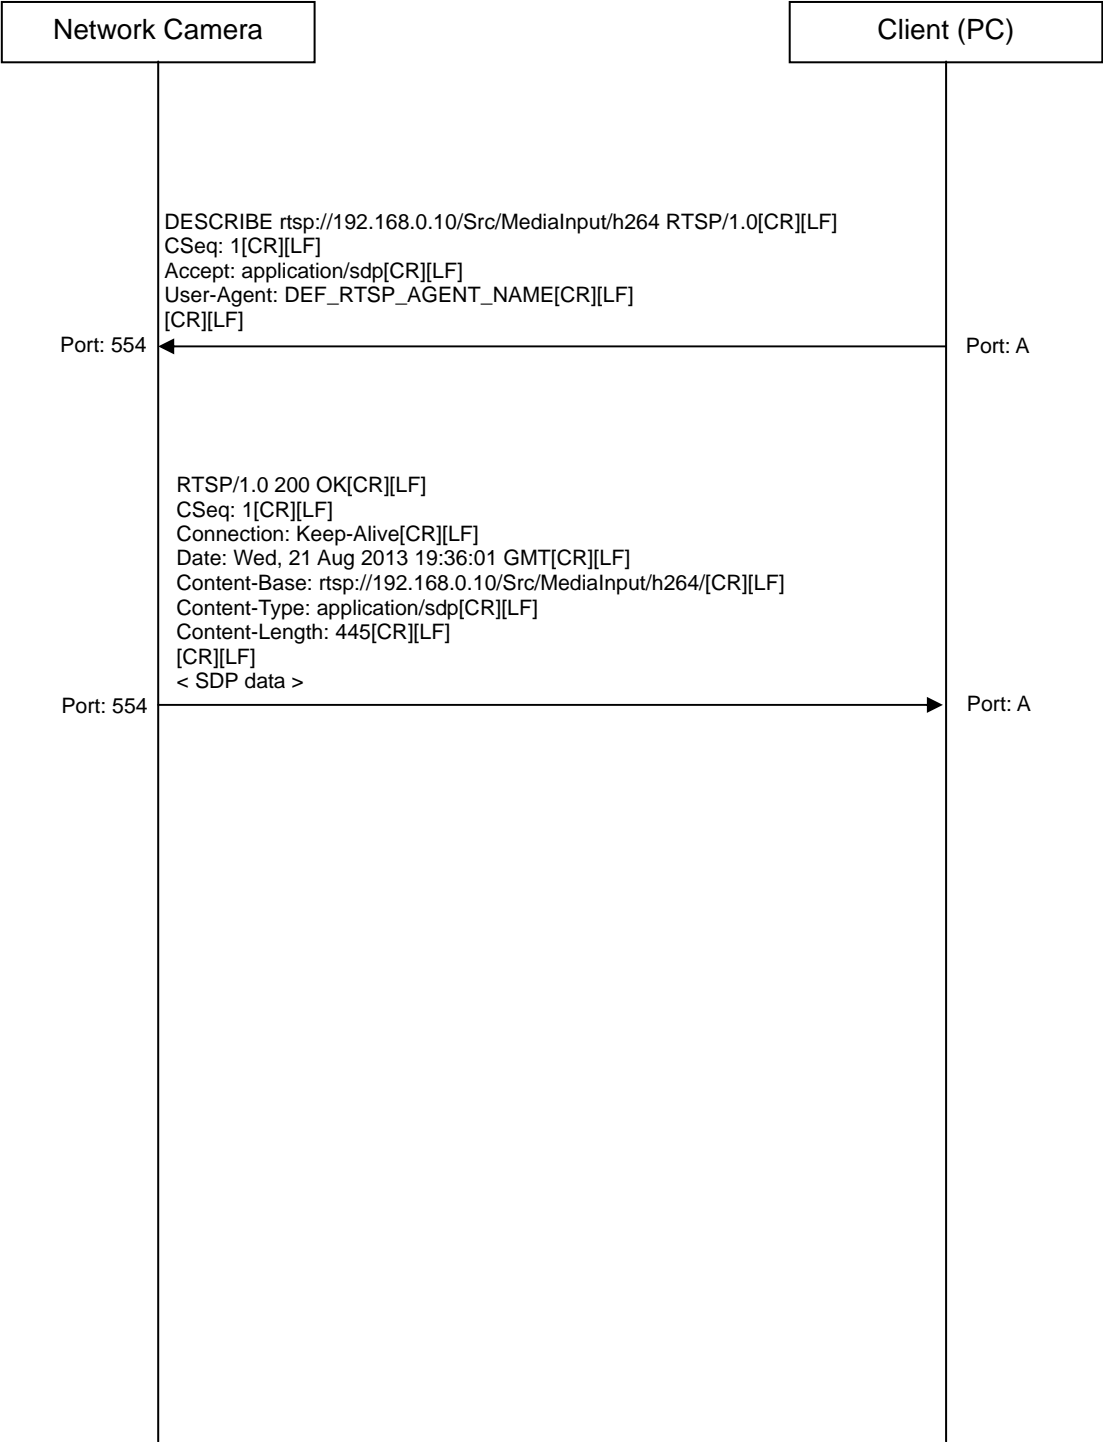 Network Camera
Client (PC)
DESCRIBE rtsp://192.168.0.10/Src/MediaInput/h264 RTSP/1.0[CR][LF]
CSeq: 1[CR][LF]
Accept: application/sdp[CR][LF]
User-Agent: DEF_RTSP_AGENT_NAME[CR][LF]
[CR][LF]
Port: 554
Port: A
RTSP/1.0 200 OK[CR][LF]
CSeq: 1[CR][LF]
Connection: Keep-Alive[CR][LF]
Date: Wed, 21 Aug 2013 19:36:01 GMT[CR][LF]
Content-Base: rtsp://192.168.0.10/Src/MediaInput/h264/[CR][LF]
Content-Type: application/sdp[CR][LF]
Content-Length: 445[CR][LF]
[CR][LF]
< SDP data >
Port: 554
Port: A